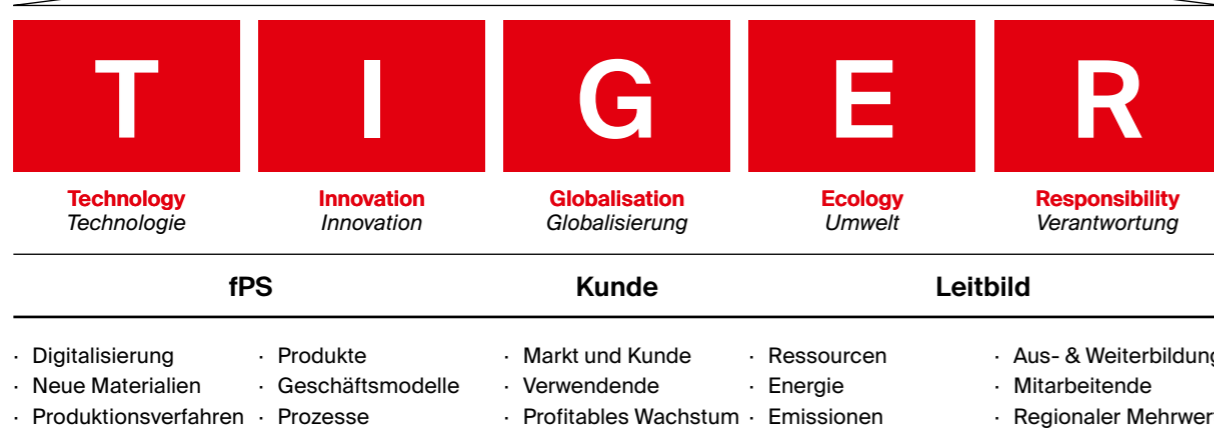 T I G E R
Technology Innovation Globalisation Ecology Responsibility
Technologie Innovation Globalisierung Umwelt Verantwortung
fPS Kunde Leitbild
· Digitalisierung · Produkte · Markt und Kunde · Ressourcen · Aus- & Weiterbildung
· Neue Materialien · Geschäftsmodelle · Verwendende · Energie · Mitarbeitende
· Produktionsverfahren · Prozesse · Profitables Wachstum · Emissionen · Regionaler Mehrwert